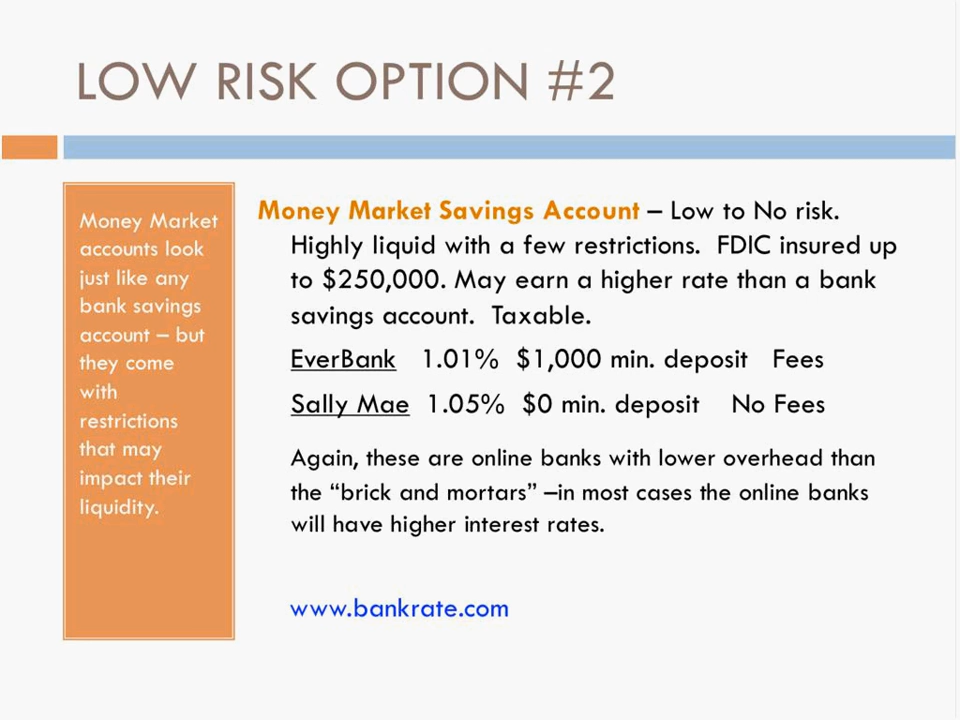 LOW RISK OPTION #2
Money Market
accounts look
just like any
bank savings
account – but
they come
with
restrictions
that may
impact their
liquidity.
Money Market Savings Account – Low to No risk.
Highly liquid with a few restrictions. FDIC insured up
to $250,000. May earn a higher rate than a bank
savings account. Taxable.
EverBank 1.01% $1,000 min. deposit Fees
Sally Mae 1.05% $0 min. deposit No Fees
Again, these are online banks with lower overhead than
the “brick and mortars” –in most cases the online banks
will have higher interest rates.
www.bankrate.com